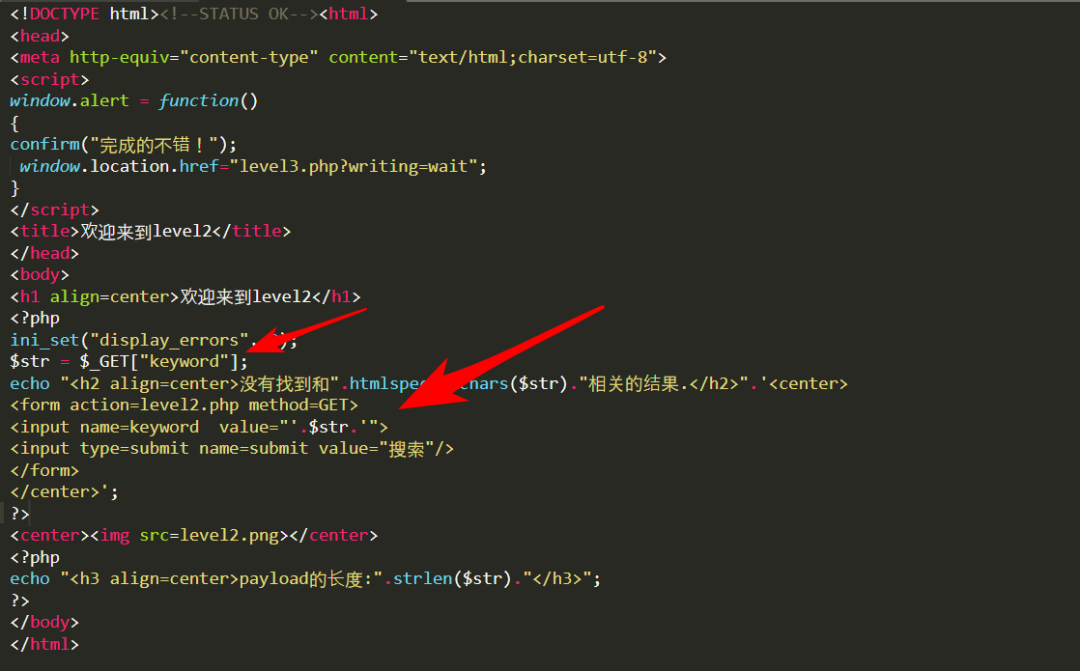 <!DOCTYPE html><!--STATUS OK--><html>
<head>
<meta http-equiv="content-type" content="text/html;charset=utf-8">
<script>
window.alert = function()
{
confirm("完成的不错！");
 window.location.href="level3.php?writing=wait";
}
</script>
<title>欢迎来到level2</title>
</head>
<body>
<h1 align=center>欢迎来到level2</h1>
<?php
ini_set("display_errors", );
$str = $_GET["keyword"];
echo "<h2 align=center>没有找到和".htmlspe chars($str)."相关的结果.</h2>".'<center>
<form action=level2.php method=GET>
<input name=keyword  value="'.$str.'">
<input type=submit name=submit value="搜索"/>
</form>
</center>';
?>
<center><img src=level2.png></center>
<?php
echo "<h3 align=center>payload的长度:".strlen($str)."</h3>";
?>
</body>
</html>